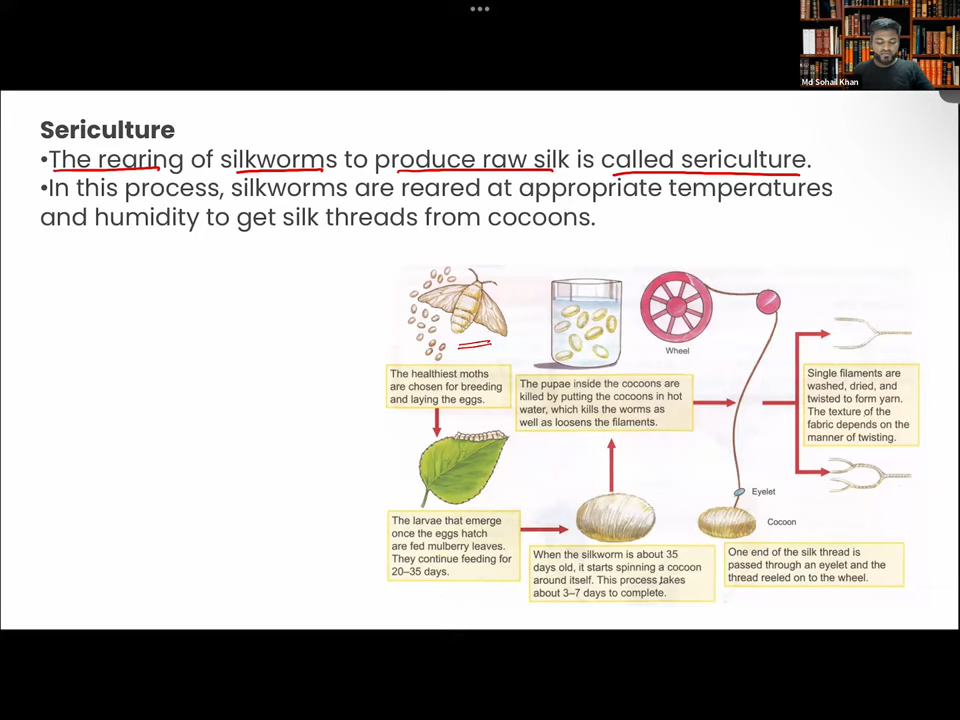 Md Sohail Khan
Sericulture
•The rearing of silkworms to produce raw silk is called sericulture.
•In this process, silkworms are reared at appropriate temperatures
and humidity to get silk threads from cocoons.
The healthiest moths
are chosen for breeding
and laying the eggs.
The pupae inside the cocoons are
killed by putting the cocoons in hot
water, which kills the worms as
well as loosens the filaments.
Wheel
Single filaments are
washed, dried, and
twisted to form yarn.
The texture of the
fabric depends on the
manner of twisting.
The larvae that emerge
once the eggs hatch
are fed mulberry leaves.
They continue feeding for
20–35 days.
When the silkworm is about 35
days old, it starts spinning a cocoon
around itself. This process takes
about 3–7 days to complete.
Eyelet
Cocoon
One end of the silk thread is
passed through an eyelet and the
thread reeled on to the wheel.